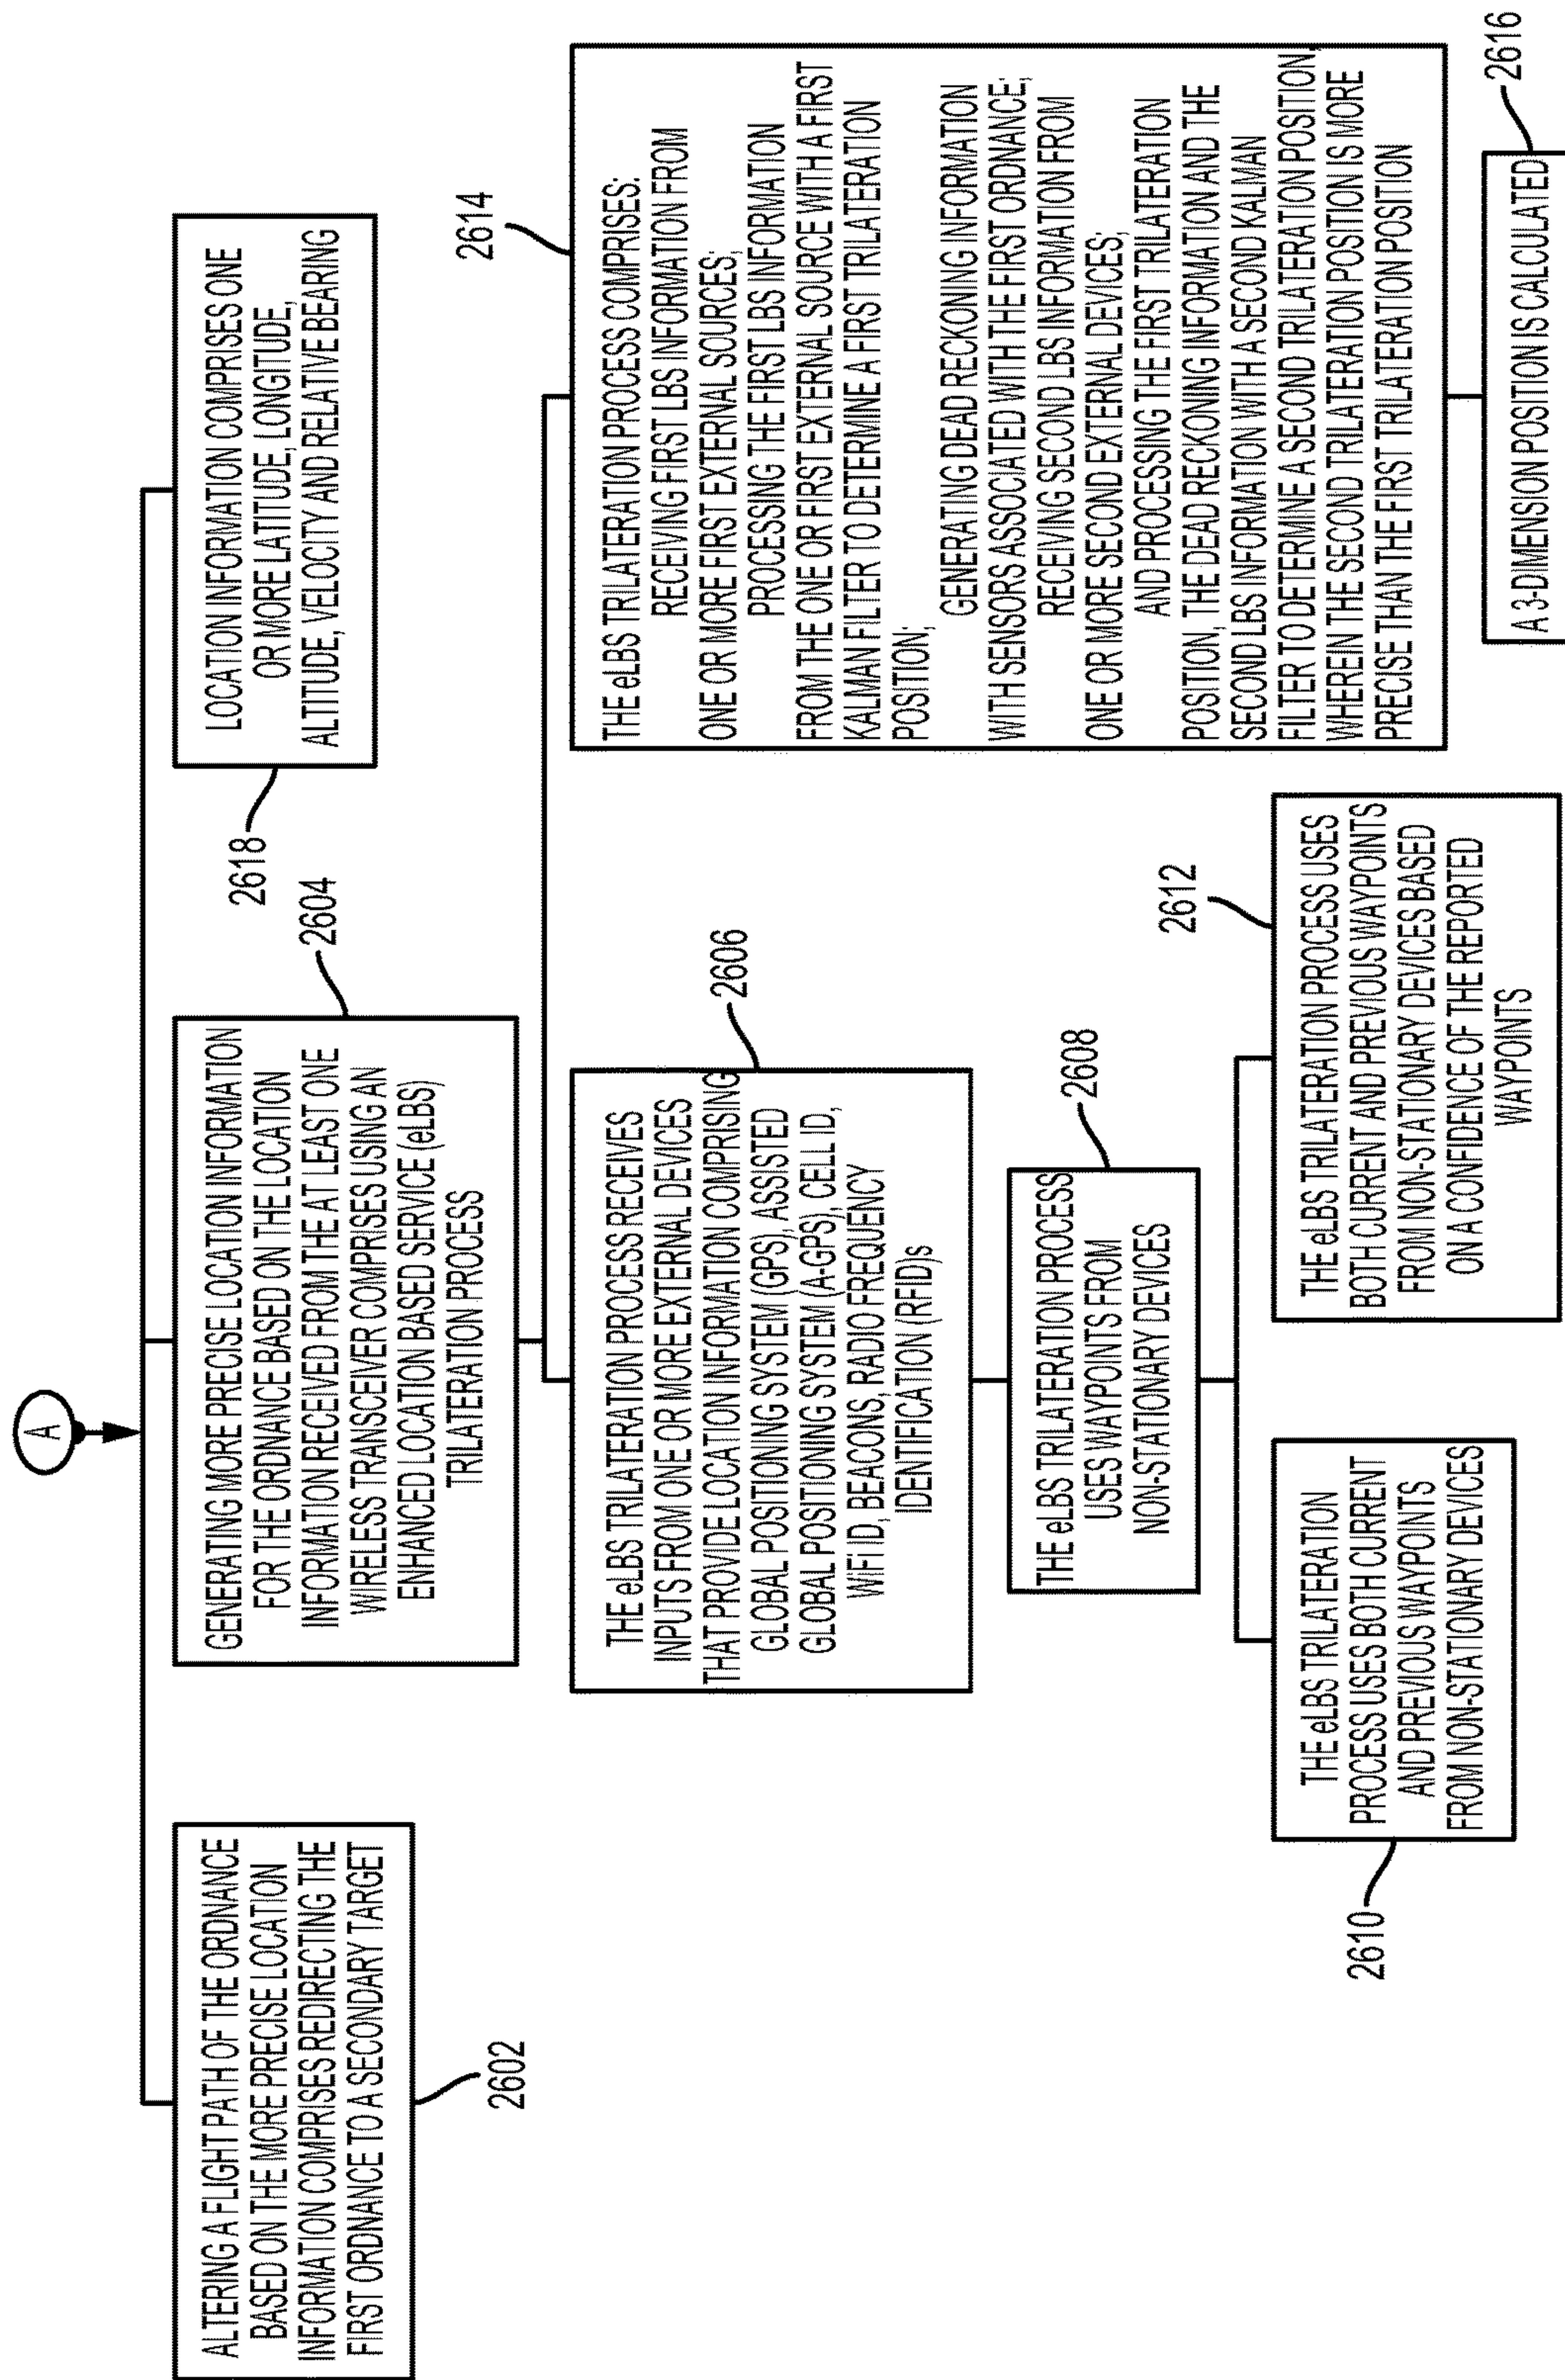 A
ALTERING A FLIGHT PATH OF THE ORDNANCE
BASED ON THE MORE PRECISE LOCATION
INFORMATION COMPRISES REDIRECTING THE
FIRST ORDNANCE TO A SECONDARY TARGET
2602
GENERATING MORE PRECISE LOCATION INFORMATION
FOR THE ORDNANCE BASED ON THE LOCATION
INFORMATION RECEIVED FROM THE AT LEAST ONE
WIRELESS TRANSCEIVER COMPRISES USING AN
ENHANCED LOCATION BASED SERVICE (eLBS)
TRILATERATION PROCESS
2604
LOCATION INFORMATION COMPRISES ONE
OR MORE LATITUDE, LONGITUDE,
ALTITUDE, VELOCITY AND RELATIVE BEARING
2618
THE eLBS TRILATERATION PROCESS RECEIVES
INPUTS FROM ONE OR MORE EXTERNAL DEVICES
THAT PROVIDE LOCATION INFORMATION COMPRISING
GLOBAL POSITIONING SYSTEM (GPS), ASSISTED
GLOBAL POSITIONING SYSTEM (A-GPS), CELL ID,
WiFi ID, BEACONS, RADIO FREQUENCY
IDENTIFICATION (RFID)s
2606
THE eLBS TRILATERATION PROCESS
USES WAYPOINTS FROM
NON-STATIONARY DEVICES
2608
THE eLBS TRILATERATION
PROCESS USES BOTH CURRENT
AND PREVIOUS WAYPOINTS
FROM NON-STATIONARY DEVICES
2610
THE eLBS TRILATERATION PROCESS USES
BOTH CURRENT AND PREVIOUS WAYPOINTS
FROM NON-STATIONARY DEVICES BASED
ON A CONFIDENCE OF THE REPORTED
WAYPOINTS
2612
THE eLBS TRILATERATION PROCESS COMPRISES:
RECEIVING FIRST LBS INFORMATION FROM
ONE OR MORE FIRST EXTERNAL SOURCES;
PROCESSING THE FIRST LBS INFORMATION
FROM THE ONE OR FIRST EXTERNAL SOURCE WITH A FIRST
KALMAN FILTER TO DETERMINE A FIRST TRILATERATION
POSITION;
GENERATING DEAD RECKONING INFORMATION
WITH SENSORS ASSOCIATED WITH THE FIRST ORDNANCE;
RECEIVING SECOND LBS INFORMATION FROM
ONE OR MORE SECOND EXTERNAL DEVICES;
AND PROCESSING THE FIRST TRILATERATION
POSITION, THE DEAD RECKONING INFORMATION AND THE
SECOND LBS INFORMATION WITH A SECOND KALMAN
FILTER TO DETERMINE A SECOND TRILATERATION POSITION,
WHEREIN THE SECOND TRILATERATION POSITION IS MORE
PRECISE THAN THE FIRST TRILATERATION POSITION
2614
A 3-DIMENSION POSITION IS CALCULATED
2616